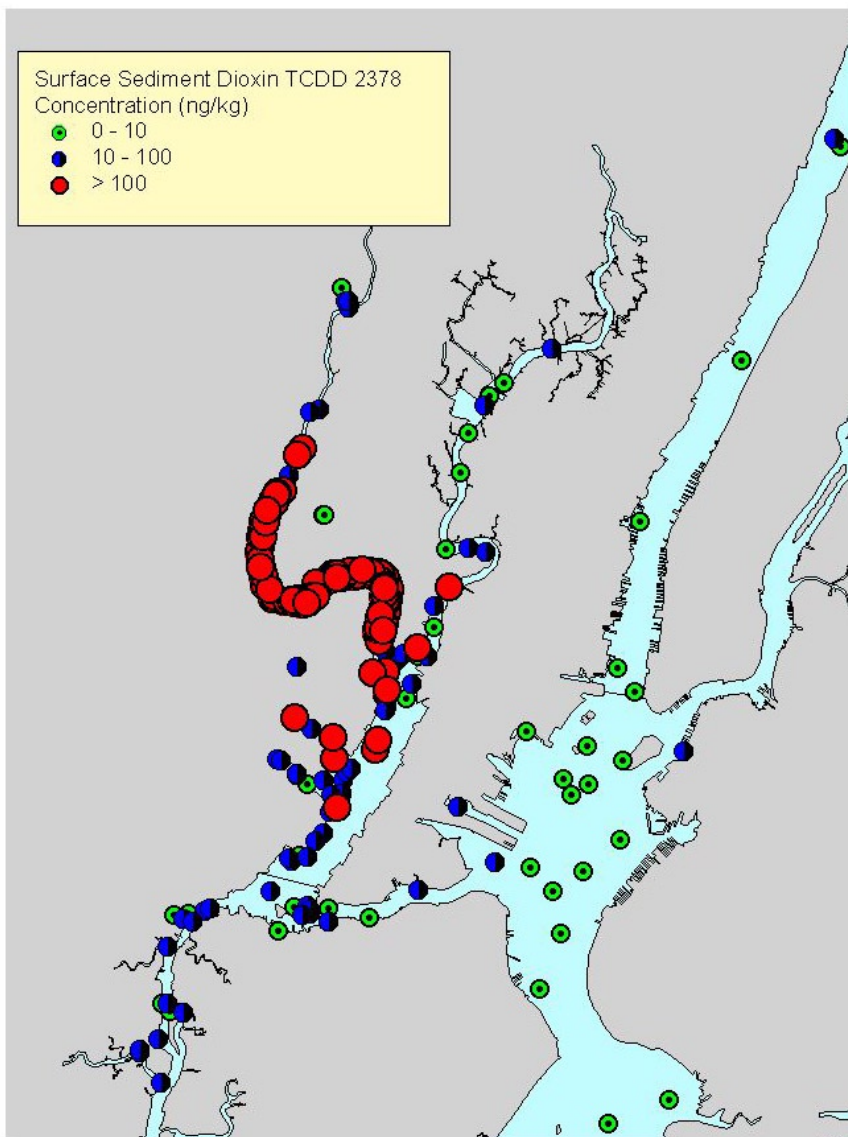 Surface Sediment Dioxin TCDD 2378
Concentration (ng/kg)
0 - 10
10 - 100
> 100